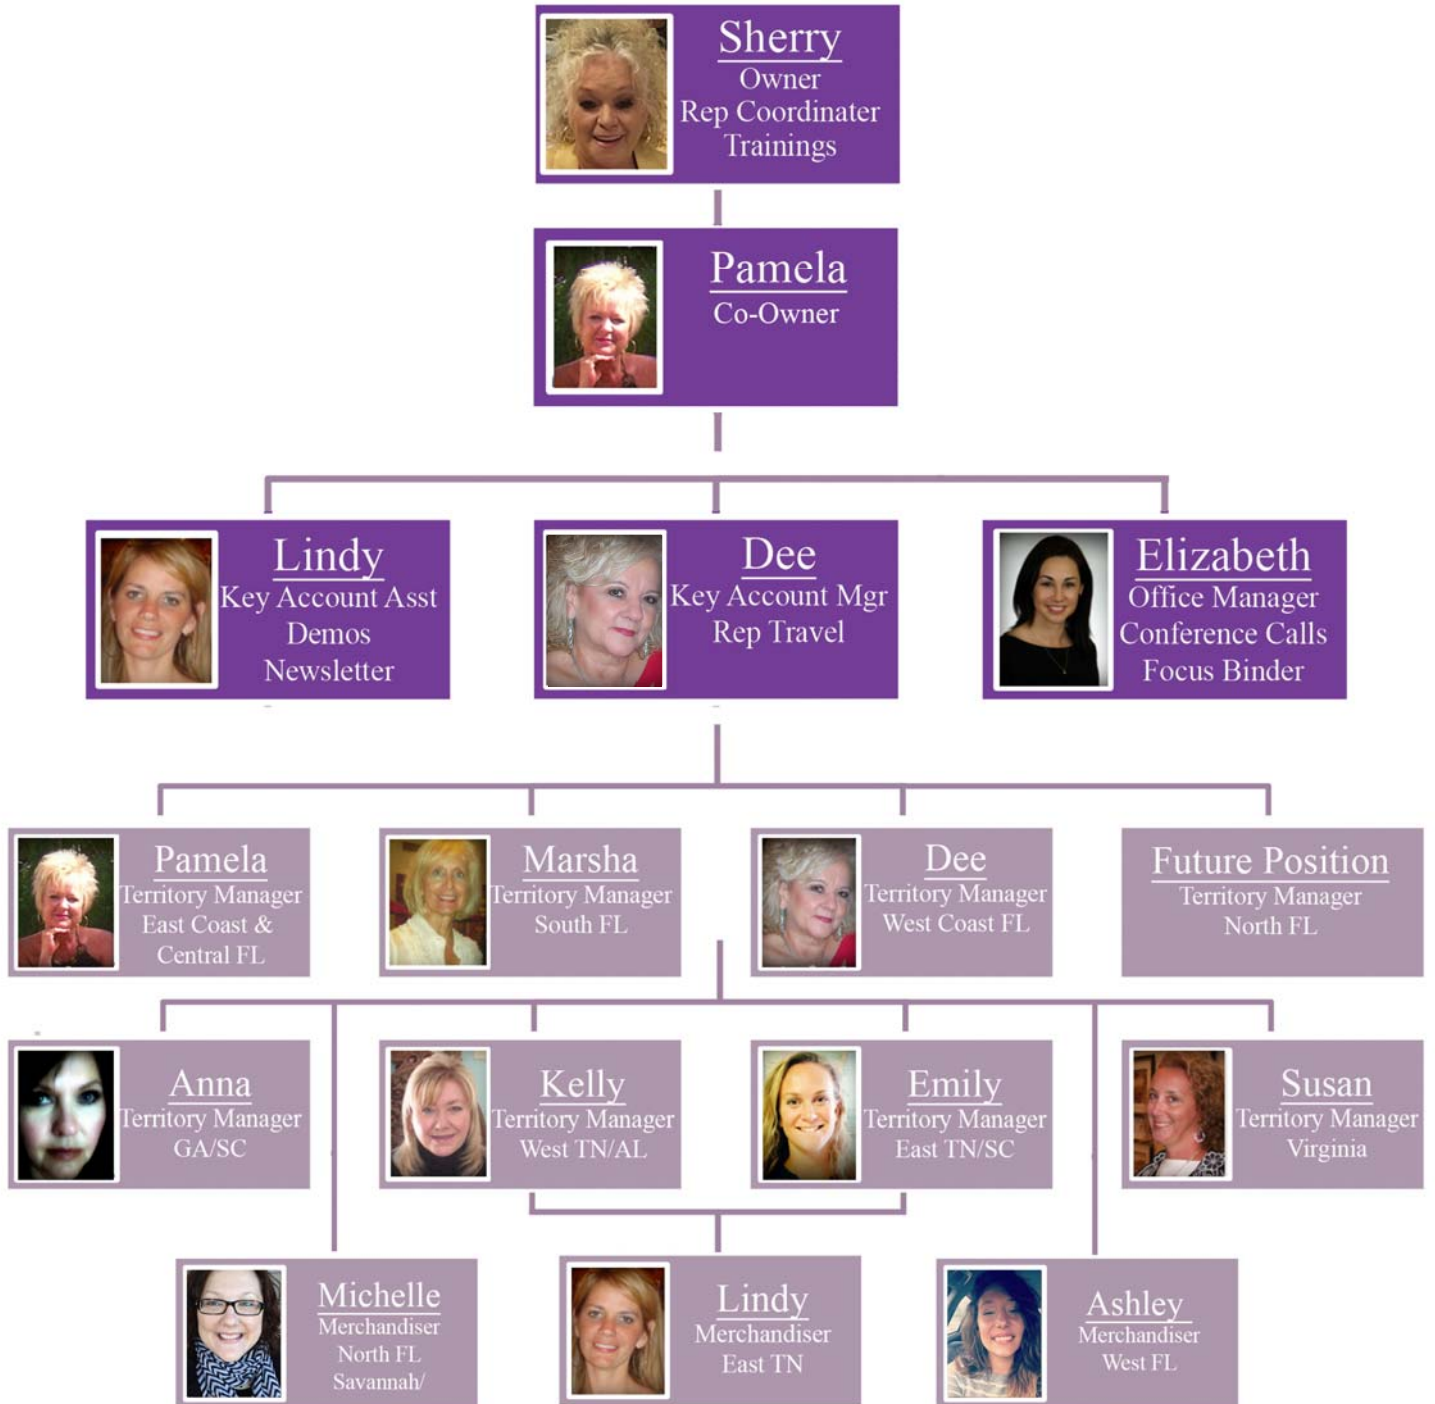 Sherry
Owner
Rep Coordinater
Trainings
Pamela
Co-Owner
Lindy
Key Account Asst
Demos
Newsletter
Dee
Key Account Mgr
Rep Travel
Elizabeth
Office Manager
Conference Calls
Focus Binder
Pamela
Territory Manager
East Coast &
Central FL
Marsha
Territory Manager
South FL
Dee
Territory Manager
West Coast FL
Future Position
Territory Manager
North FL
Anna
Territory Manager
GA/SC
Kelly
Territory Manager
West TN/AL
Emily
Territory Manager
East TN/SC
Susan
Territory Manager
Virginia
Michelle
Merchandiser
North FL
Savannah/
Lindy
Merchandiser
East TN
Ashley
Merchandiser
West FL